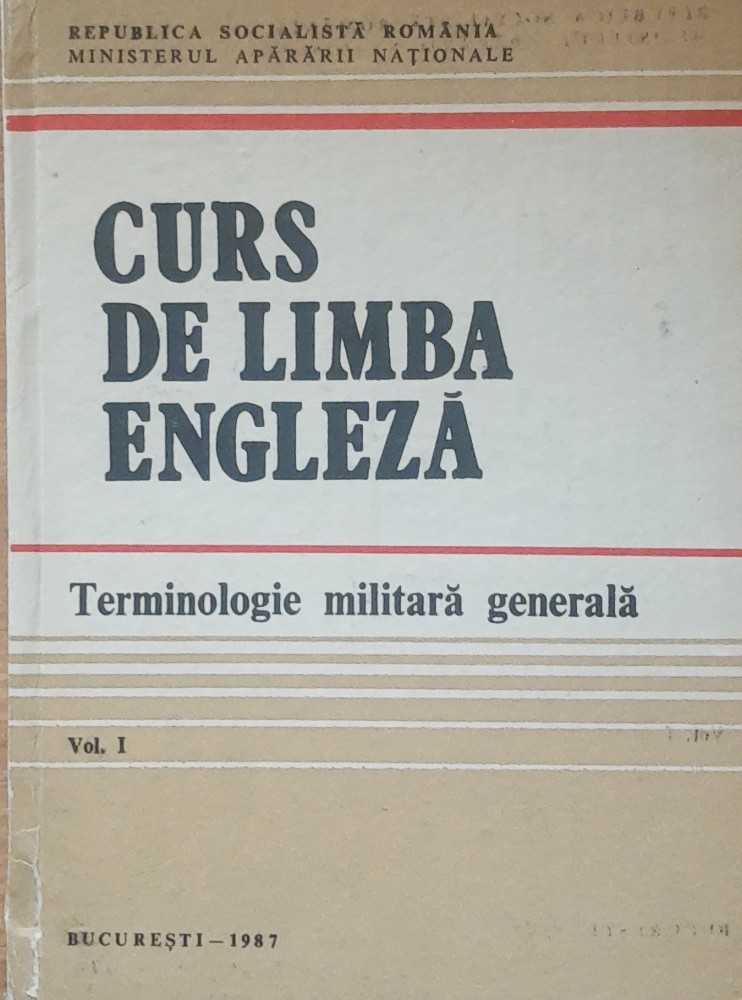 REPUBLICA SOCIALISTĂ ROMÂNIA
MINISTERUL APĂRĂRII NAȚIONALE
CURS
DE LIMBA
ENGLEZĂ
Terminologie militară generală
Vol. I
BUCUREȘTI – 1987